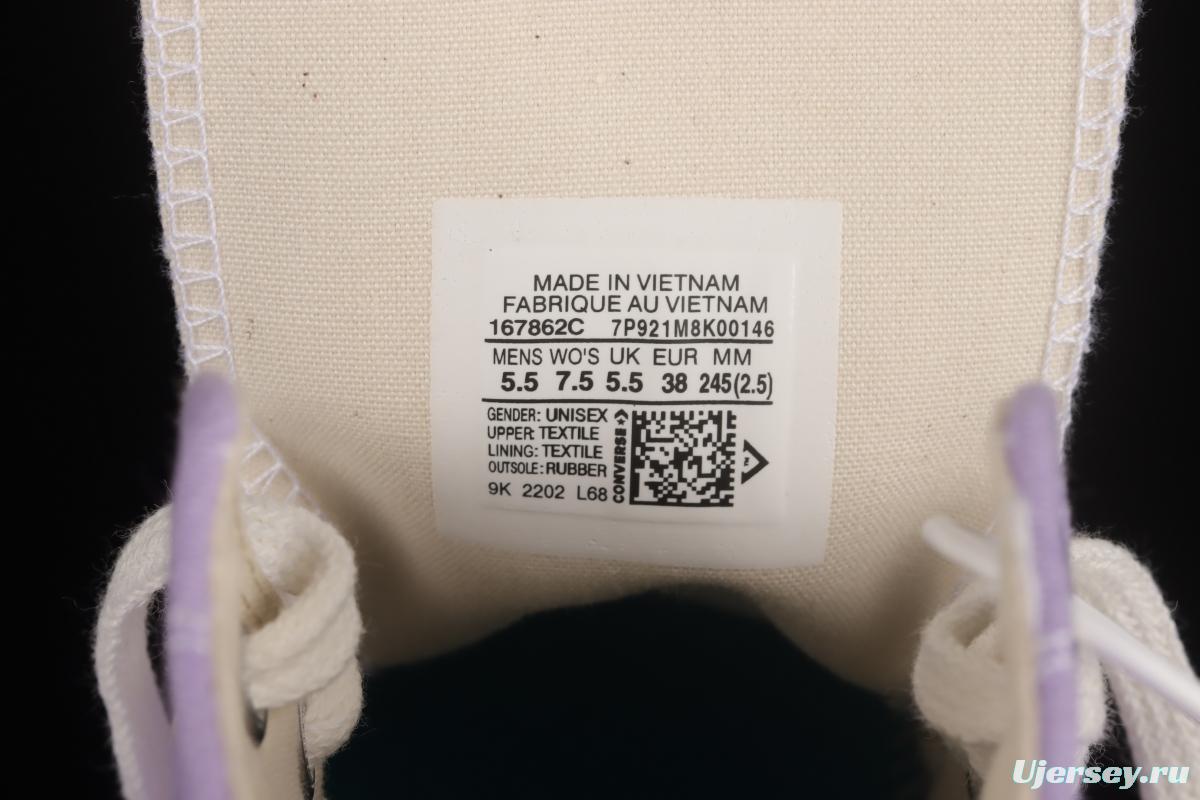 MADE IN VIETNAM
FABRIQUE AU VIETNAM
167862C 7P921M8K00146
MENS WO'S UK EUR MM
5.5 7.5 5.5 38 245(2.5)
GENDER: UNISEX
UPPER: TEXTILE
LINING: TEXTILE
OUTSOLE: RUBBER
9K 2202 L68
CONVERSE
Z
Ujersey.ru